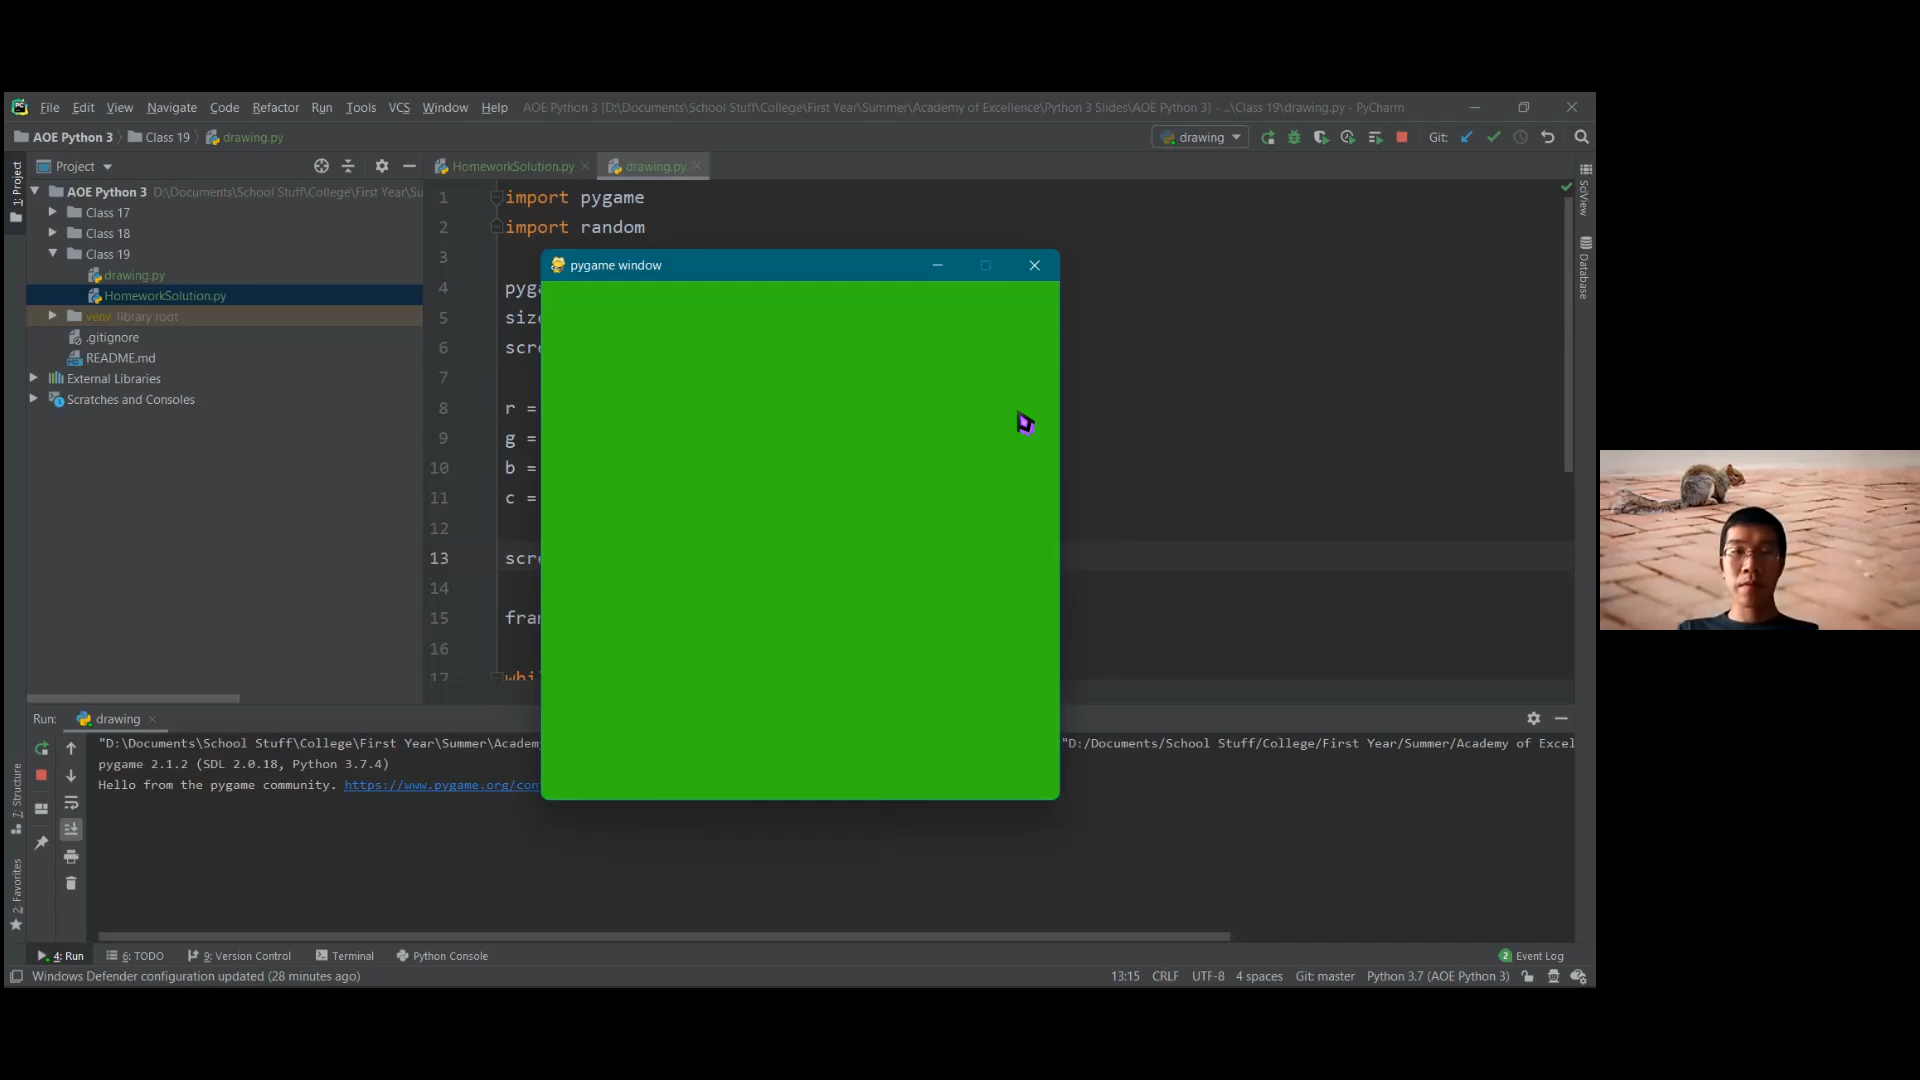 File Edit View Navigate Code Refactor Run Tools VCS Window Help AOE Python 3 [D:\Documents\School Stuff\College\First Year\Summer\Academy of Excellence\Python 3 Slides\AOE Python 3] - ...\Class 19\drawing.py - PyCharm
AOE Python 3 Class 19 drawing.py drawing Git:
Project HomeworkSolution.py drawing.py
1: Project
AOE Python 3 D:\Documents\School Stuff\College\First Year\Su
Class 17
Class 18
Class 19
drawing.py
HomeworkSolution.py
venv library root
.gitignore
README.md
External Libraries
Scratches and Consoles
1 import pygame
2 import random
3
4 pyg
5 size
6 scre
7
8 r =
9 g =
10 b =
11 c =
12
13 scre
14
15 fra
16
17 whi
pygame window
SciView
Database
Run: drawing
"D:\Documents\School Stuff\College\First Year\Summer\Academ "D:/Documents/School Stuff/College/First Year/Summer/Academy of Excel
pygame 2.1.2 (SDL 2.0.18, Python 3.7.4)
Hello from the pygame community. https://www.pygame.org/con
7: Structure
2: Favorites
4: Run 6: TODO 9: Version Control Terminal Python Console 2 Event Log
Windows Defender configuration updated (28 minutes ago) 13:15 CRLF UTF-8 4 spaces Git: master Python 3.7 (AOE Python 3)